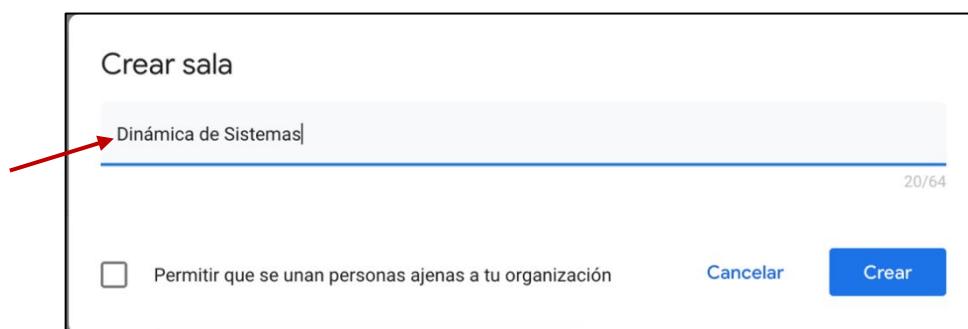 Crear sala
Dinámica de Sistemas
20/64
Permitir que se unan personas ajenas a tu organización
Cancelar
Crear